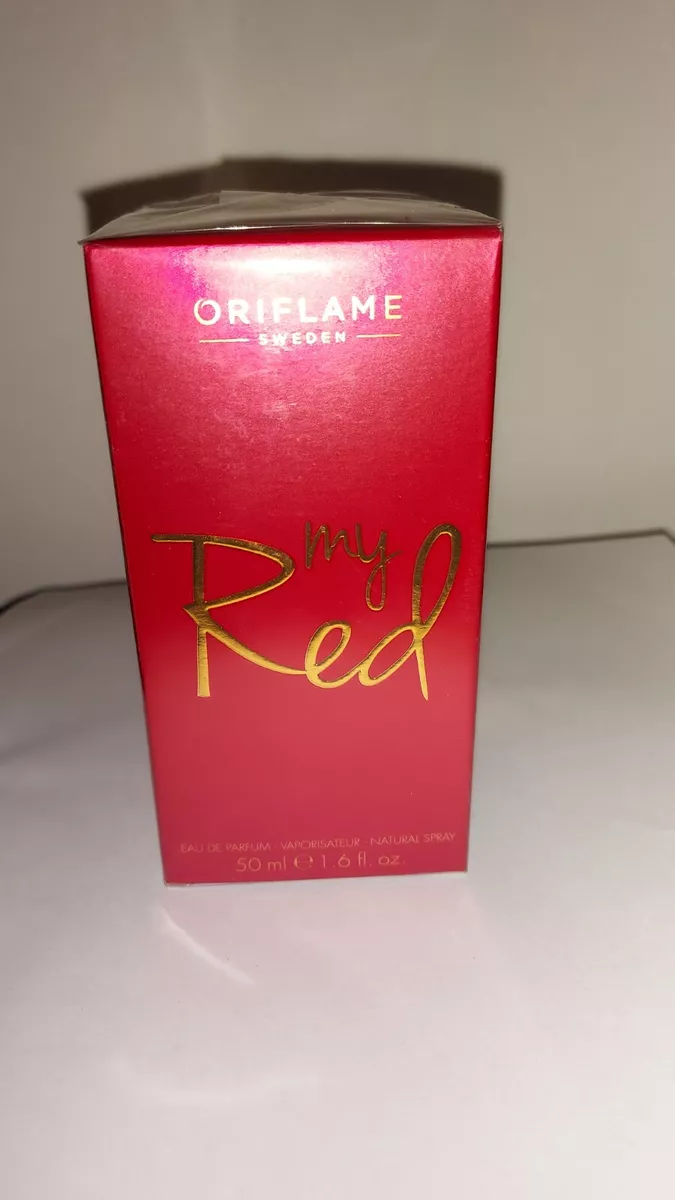 ORIFLAME
SWEDEN
my
Red
EAU DE PARFUM · VAPORISATEUR · NATURAL SPRAY
50 ml ℮ 1.6 fl. oz.